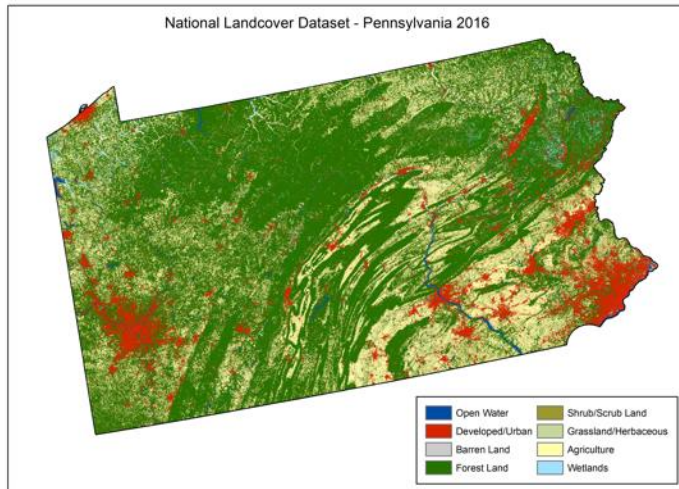 National Landcover Dataset - Pennsylvania 2016
Open Water
Developed/Urban
Barren Land
Forest Land
Shrub/Scrub Land
Grassland/Herbaceous
Agriculture
Wetlands